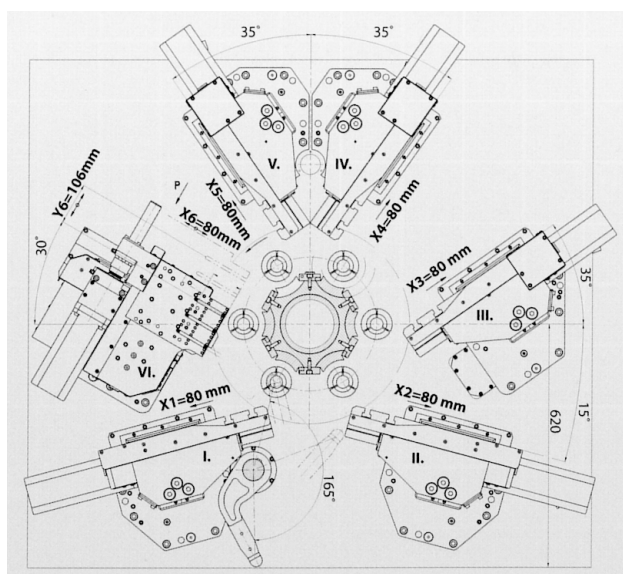 35°
35°
V.
IV.
Y6=106mm
P
X5=80mm
X6=80mm
X4=80 mm
30°
X3=80 mm
35°
III.
VI.
X1=80 mm
X2=80 mm
620
15°
I.
II.
165°